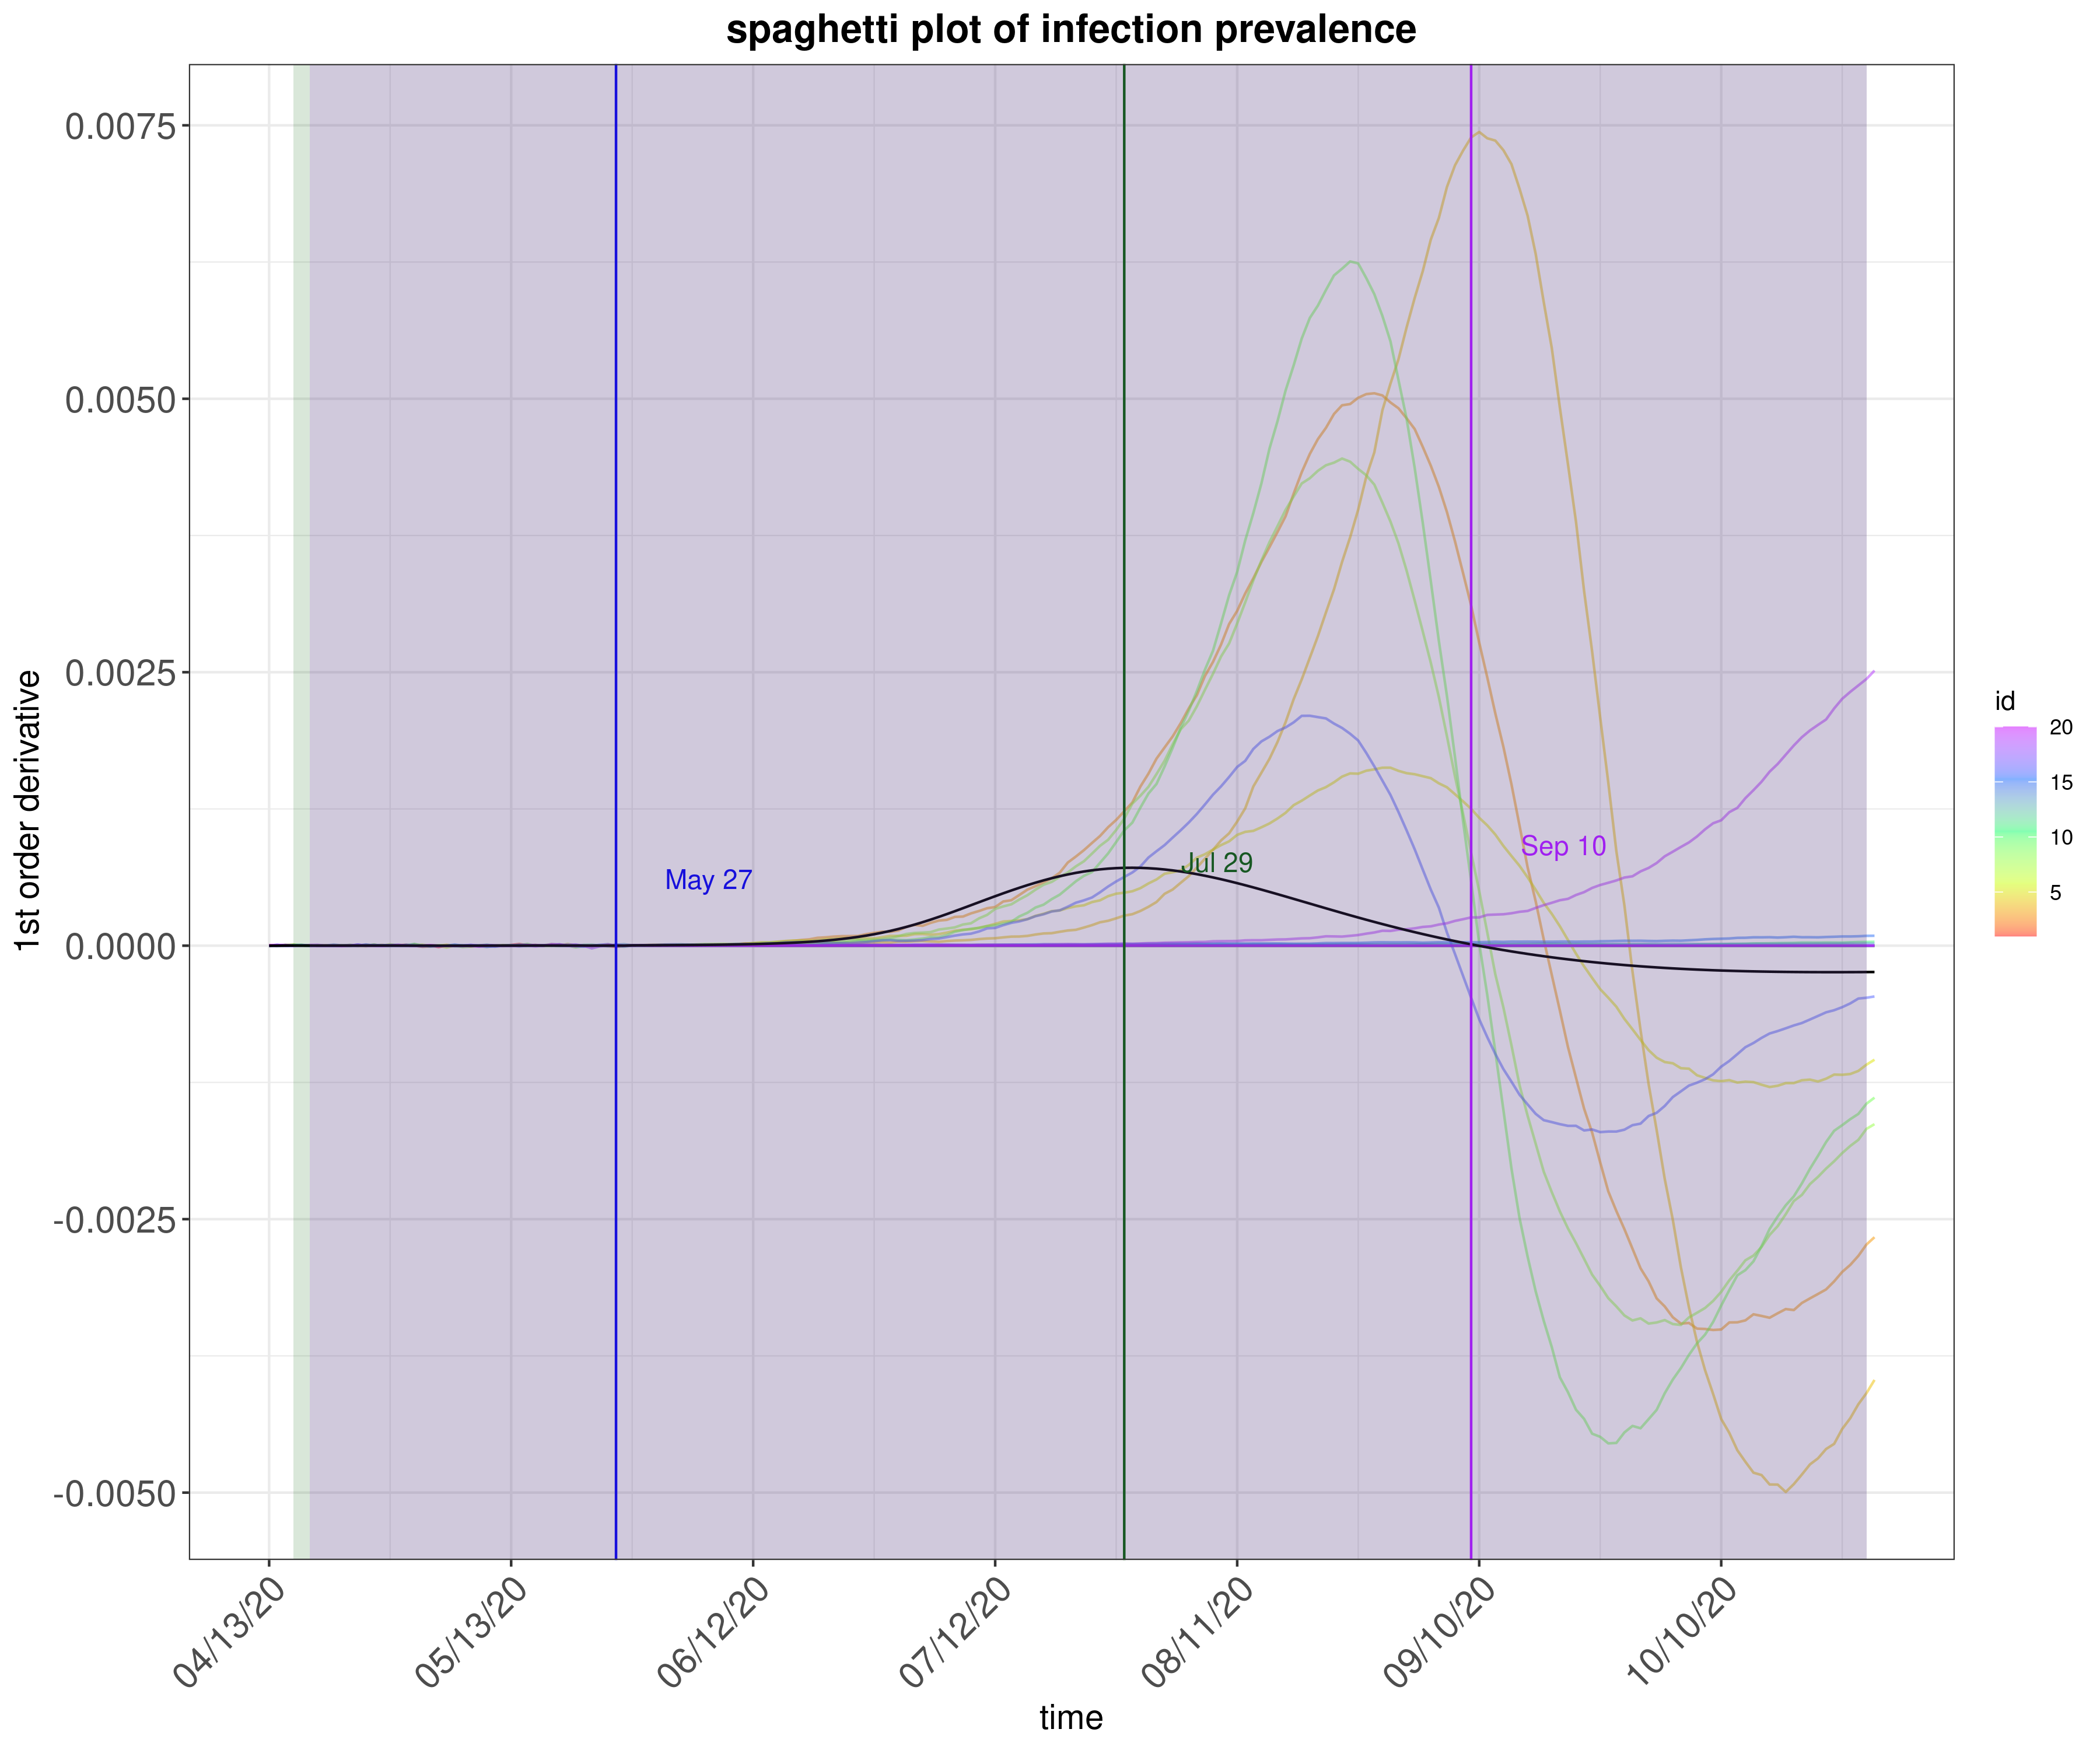 spaghetti plot of infection prevalence
0.0075
0.0050
0.0025
0.0000
-0.0025
-0.0050
1st order derivative
May 27
Jul 29
Sep 10
04/13/20
05/13/20
06/12/20
07/12/20
08/11/20
09/10/20
10/10/20
time
id
20
15
10
5